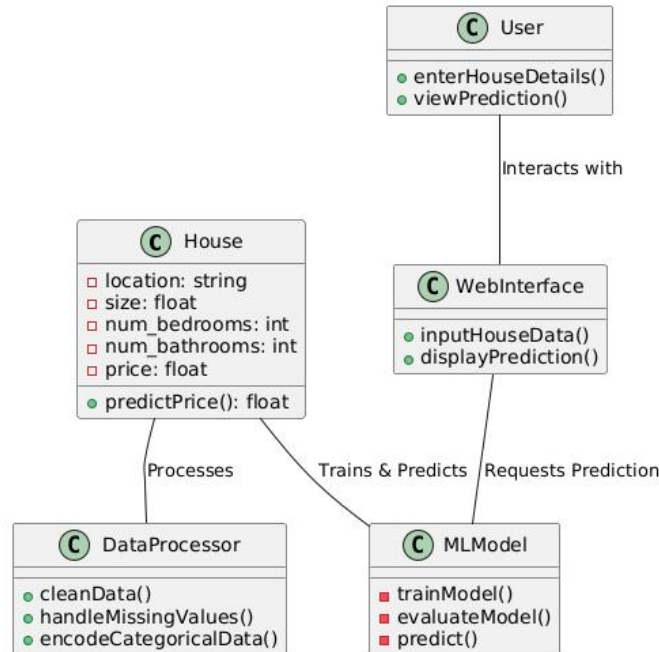 C User
enterHouseDetails()
viewPrediction()
Interacts with
C House
location: string
size: float
num_bedrooms: int
num_bathrooms: int
price: float
predictPrice(): float
C WebInterface
inputHouseData()
displayPrediction()
Processes
Trains & Predicts
Requests Prediction
C DataProcessor
cleanData()
handleMissingValues()
encodeCategoricalData()
C MLModel
trainModel()
evaluateModel()
predict()